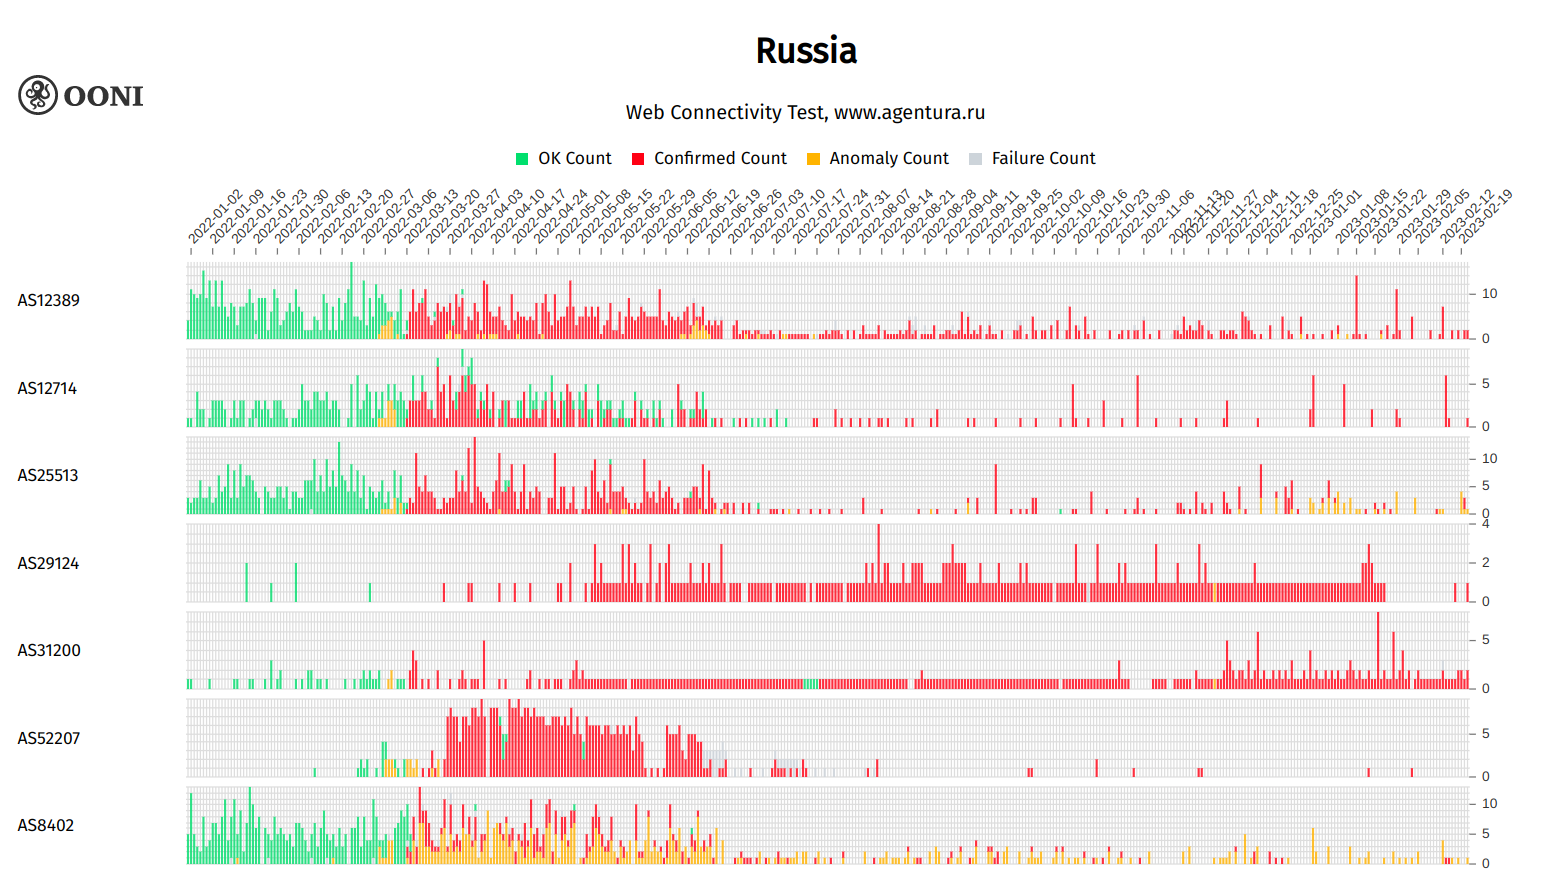 Russia
OONI
Web Connectivity Test, www.agentura.ru
OK Count Confirmed Count Anomaly Count Failure Count
2022-01-02 2022-01-09 2022-01-16 2022-01-23 2022-01-30 2022-02-06 2022-02-13 2022-02-20 2022-02-27 2022-03-06 2022-03-13 2022-03-20 2022-03-27 2022-04-03 2022-04-10 2022-04-17 2022-04-24 2022-05-01 2022-05-08 2022-05-15 2022-05-22 2022-05-29 2022-06-05 2022-06-12 2022-06-19 2022-06-26 2022-07-03 2022-07-10 2022-07-17 2022-07-24 2022-07-31 2022-08-07 2022-08-14 2022-08-21 2022-08-28 2022-09-04 2022-09-11 2022-09-18 2022-09-25 2022-10-02 2022-10-09 2022-10-16 2022-10-23 2022-10-30 2022-11-06 2022-11-13 2022-11-20 2022-11-27 2022-12-04 2022-12-11 2022-12-18 2022-12-25 2023-01-01 2023-01-08 2023-01-15 2023-01-22 2023-01-29 2023-02-05 2023-02-12 2023-02-19
AS12389 10
0
AS12714 5
0
AS25513 10
5
0
4
AS29124 2
0
AS31200 5
0
AS52207 5
0
AS8402 10
5
0